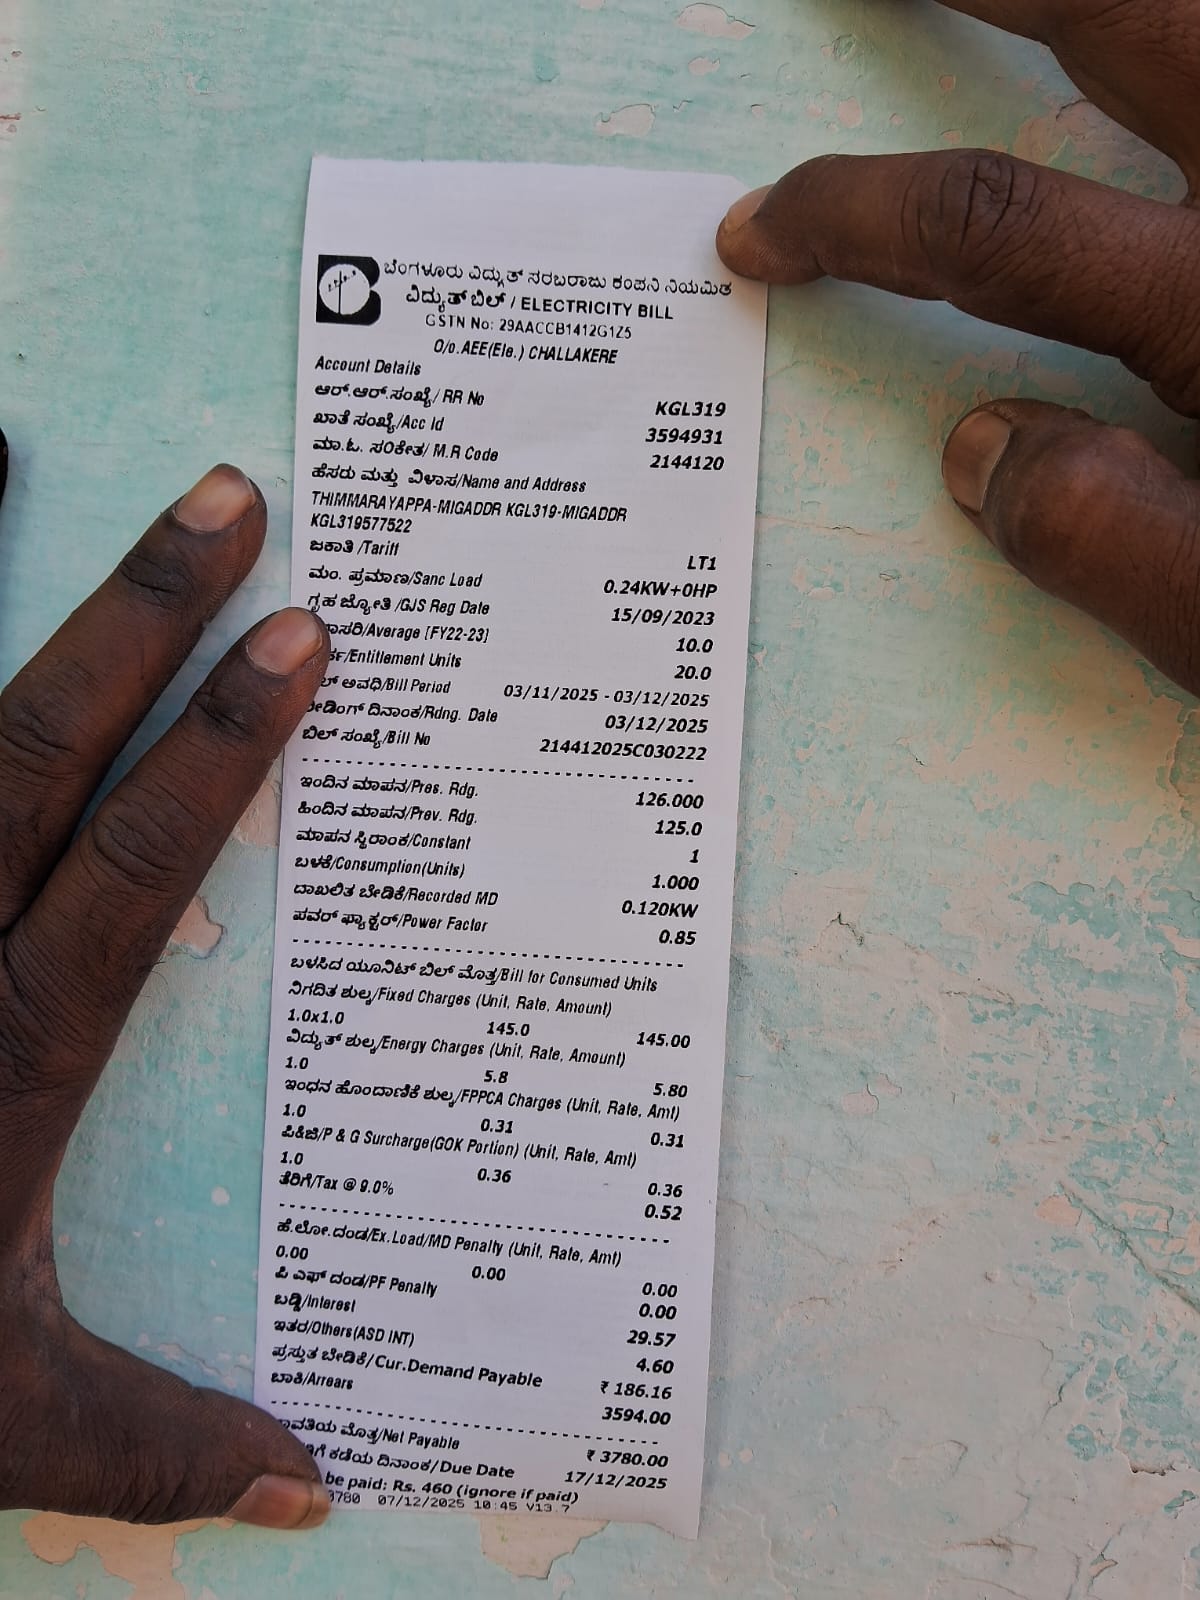 ಬೆಂಗಳೂರು ವಿದ್ಯುತ್ ಸರಬರಾಜು ಕಂಪನಿ ನಿಯಮಿತ
ವಿದ್ಯುತ್ ಬಿಲ್ / ELECTRICITY BILL
GSTN No: 29AACCB1412G1Z5
O/o.AEE(Ele.) CHALLAKERE
Account Details
ಆರ್.ಆರ್.ಸಂಖ್ಯೆ/ RR No KGL319
ಖಾತೆ ಸಂಖ್ಯೆ/Acc Id 3594931
ಮಾ.ಓ. ಸಂಕೇತ/ M.R Code 2144120
ಹೆಸರು ಮತ್ತು ವಿಳಾಸ/Name and Address
THIMMARAYAPPA-MIGADDR KGL319-MIGADDR
KGL319577522
ಜಕಾತಿ /Tariff LT1
ಮಂ. ಪ್ರಮಾಣ/Sanc Load 0.24KW+0HP
ಗೃಹ ಜ್ಯೋತಿ /GJS Reg Date 15/09/2023
/Average [FY22-23] 10.0
/Entitlement Units 20.0
ಅವಧಿ/Bill Period 03/11/2025 - 03/12/2025
ದಿನಾಂಕ/Rdng. Date 03/12/2025
ಬಿಲ್ ಸಂಖ್ಯೆ/Bill No 214412025C030222
ಇಂದಿನ ಮಾಪನ/Pres. Rdg. 126.000
ಹಿಂದಿನ ಮಾಪನ/Prev. Rdg. 125.0
ಮಾಪನ ಸ್ಥಿರಾಂಕ/Constant 1
ಬಳಕೆ/Consumption(Units) 1.000
ದಾಖಲಿತ ಬೇಡಿಕೆ/Recorded MD 0.120KW
ಪವರ್ ಫ್ಯಾಕ್ಟರ್/Power Factor 0.85
ಬಳಸಿದ ಯೂನಿಟ್ ಬಿಲ್ ಮೊತ್ತ/Bill for Consumed Units
ನಿಗದಿತ ಶುಲ್ಕ/Fixed Charges (Unit, Rate, Amount)
1.0x1.0 145.0 145.00
ವಿದ್ಯುತ್ ಶುಲ್ಕ/Energy Charges (Unit, Rate, Amount)
1.0 5.8 5.80
ಇಂಧನ ಹೊಂದಾಣಿಕೆ ಶುಲ್ಕ/FPPCA Charges (Unit, Rate, Amt)
1.0 0.31 0.31
ಪಿ&ಜಿ/P & G Surcharge(GOK Portion) (Unit, Rate, Amt)
1.0 0.36 0.36
ತೆರಿಗೆ/Tax @ 9.0% 0.52
ಹೆ.ಲೋ.ದಂಡ/Ex.Load/MD Penalty (Unit, Rate, Amt)
0.00 0.00 0.00
ಪಿ ಎಫ್ ದಂಡ/PF Penalty 0.00
ಬಡ್ಡಿ/Interest 29.57
ಇತರ/Others(ASD INT) 4.60
ಪ್ರಸ್ತುತ ಬೇಡಿಕೆ/Cur.Demand Payable ₹ 186.16
ಬಾಕಿ/Arrears 3594.00
ಮೊತ್ತ/Net Payable ₹ 3780.00
ಕಡೆಯ ದಿನಾಂಕ/Due Date 17/12/2025
be paid: Rs. 460 (ignore if paid)
07/12/2025 10:45 V13.7